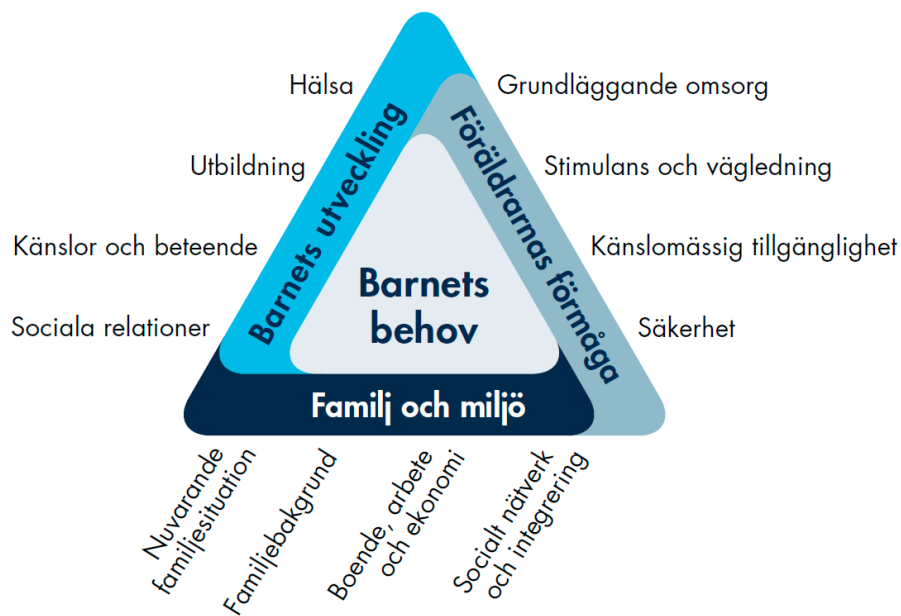 Hälsa
Utbildning
Känslor och beteende
Sociala relationer
Barnets utveckling
Grundläggande omsorg
Stimulans och vägledning
Känslomässig tillgänglighet
Säkerhet
Föräldrarnas förmåga
Barnets
behov
Familj och miljö
Nuvarande
familjesituation
Familjebakgrund
Boende, arbete
och ekonomi
Socialt nätverk
och integrering